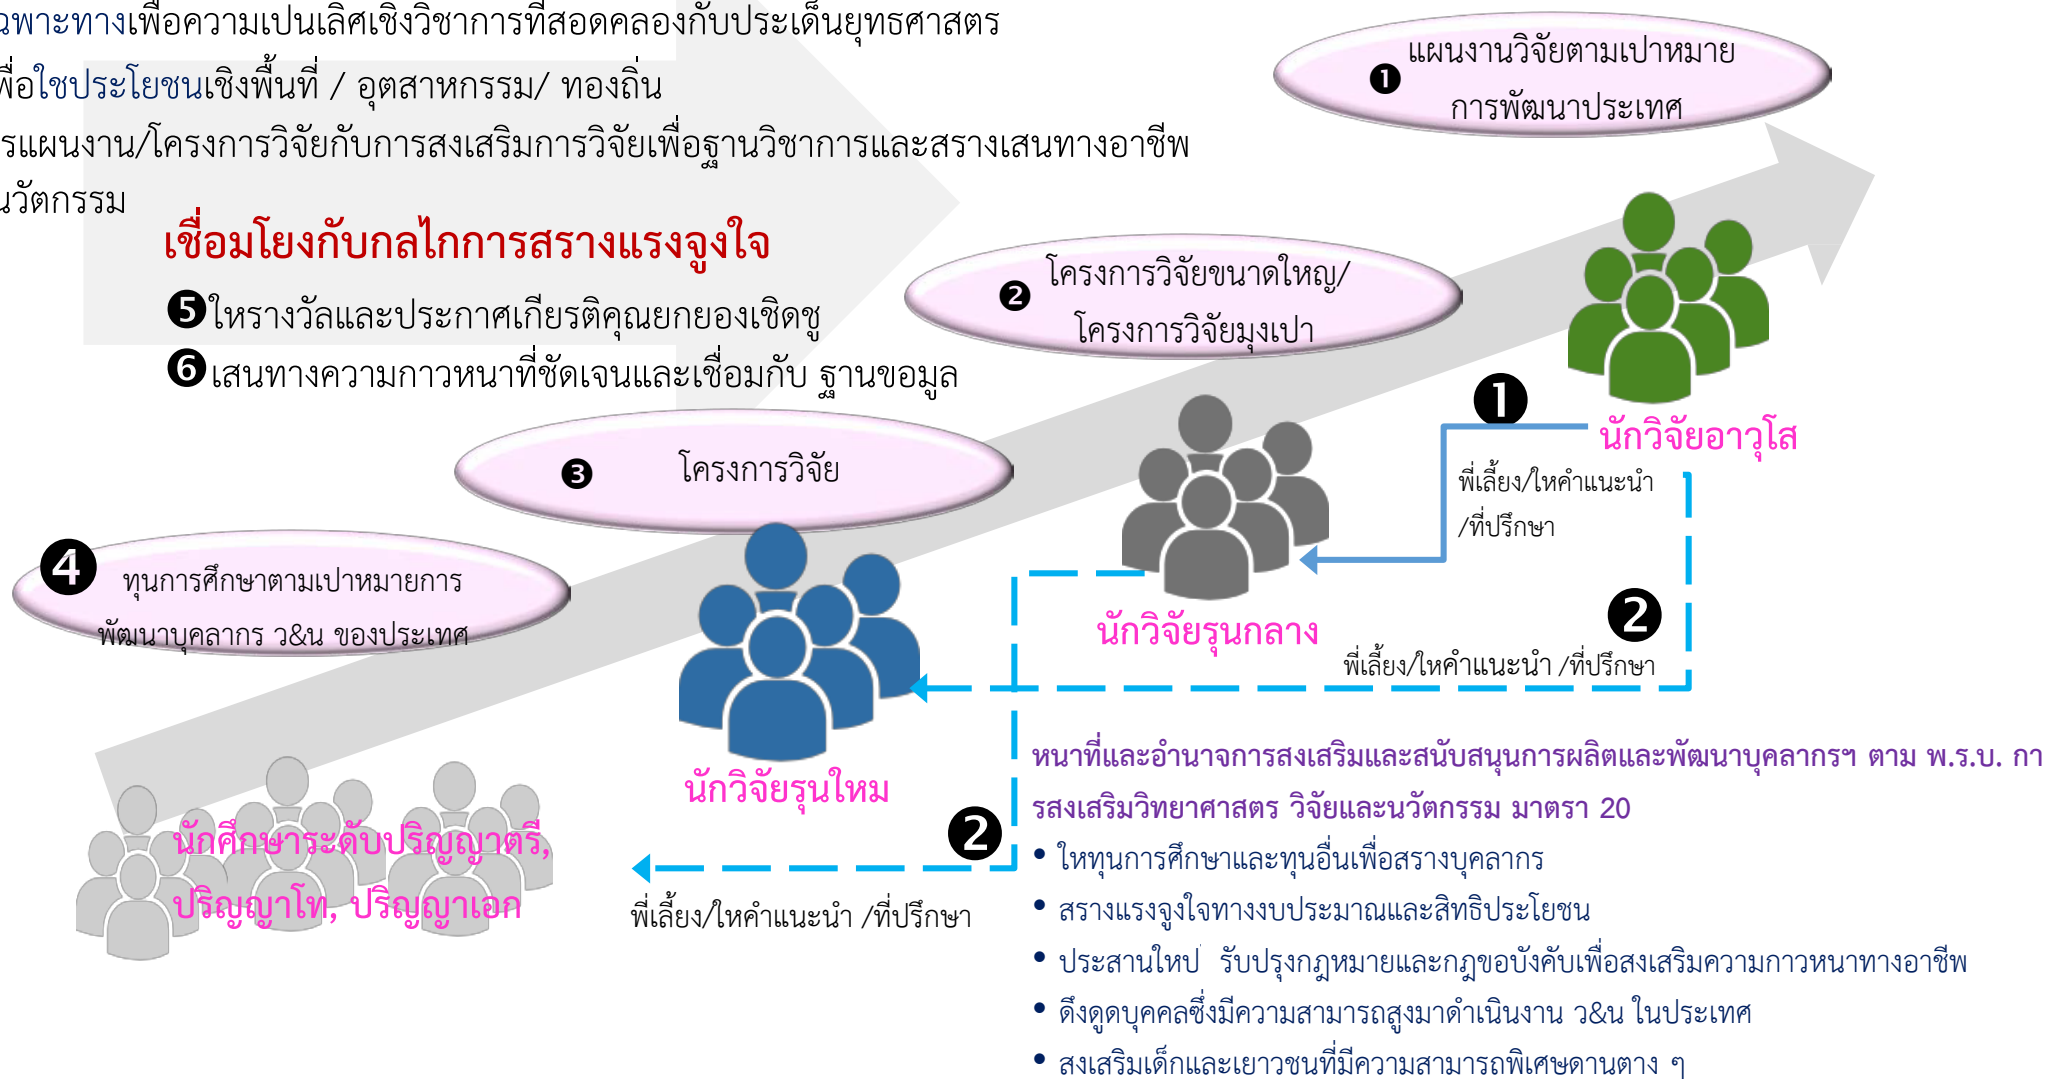 ฉพาะทางเพื่อความเปนเลิศเชิงวิชาการที่สอดคลองกับประเด็นยุทธศาสตร
พื่อใชประโยชนเชิงพื้นที่ / อุตสาหกรรม/ ทองถิ่น
รแผนงาน/โครงการวิจัยกับการสงเสริมการวิจัยเพื่อฐานวิชาการและสรางเสนทางอาชีพ
นวัตกรรม
เชื่อมโยงกับกลไกการสรางแรงจูงใจ
❺ใหรางวัลและประกาศเกียรติคุณยกยองเชิดชู
❻เสนทางความกาวหนาที่ชัดเจนและเชื่อมกับ ฐานขอมูล
❶ แผนงานวิจัยตามเปาหมาย
การพัฒนาประเทศ
❷ โครงการวิจัยขนาดใหญ/
โครงการวิจัยมุงเปา
❸ โครงการวิจัย
❹ ทุนการศึกษาตามเปาหมายการ
พัฒนาบุคลากร ว&น ของประเทศ
❶
นักวิจัยอาวุโส
พี่เลี้ยง/ใหคำแนะนำ
/ที่ปรึกษา
❷
นักวิจัยรุนกลาง
พี่เลี้ยง/ใหคำแนะนำ /ที่ปรึกษา
นักวิจัยรุนใหม
❷
นักศึกษาระดับปริญญาตรี,
ปริญญาโท, ปริญญาเอก
พี่เลี้ยง/ใหคำแนะนำ /ที่ปรึกษา
หนาที่และอำนาจการสงเสริมและสนับสนุนการผลิตและพัฒนาบุคลากรฯ ตาม พ.ร.บ. กา
รสงเสริมวิทยาศาสตร วิจัยและนวัตกรรม มาตรา 20
• ใหทุนการศึกษาและทุนอื่นเพื่อสรางบุคลากร
• สรางแรงจูงใจทางงบประมาณและสิทธิประโยชน
• ประสานใหป รับปรุงกฎหมายและกฎขอบังคับเพื่อสงเสริมความกาวหนาทางอาชีพ
• ดึงดูดบุคคลซึ่งมีความสามารถสูงมาดำเนินงาน ว&น ในประเทศ
• สงเสริมเด็กและเยาวชนที่มีความสามารถพิเศษดานตาง ๆ